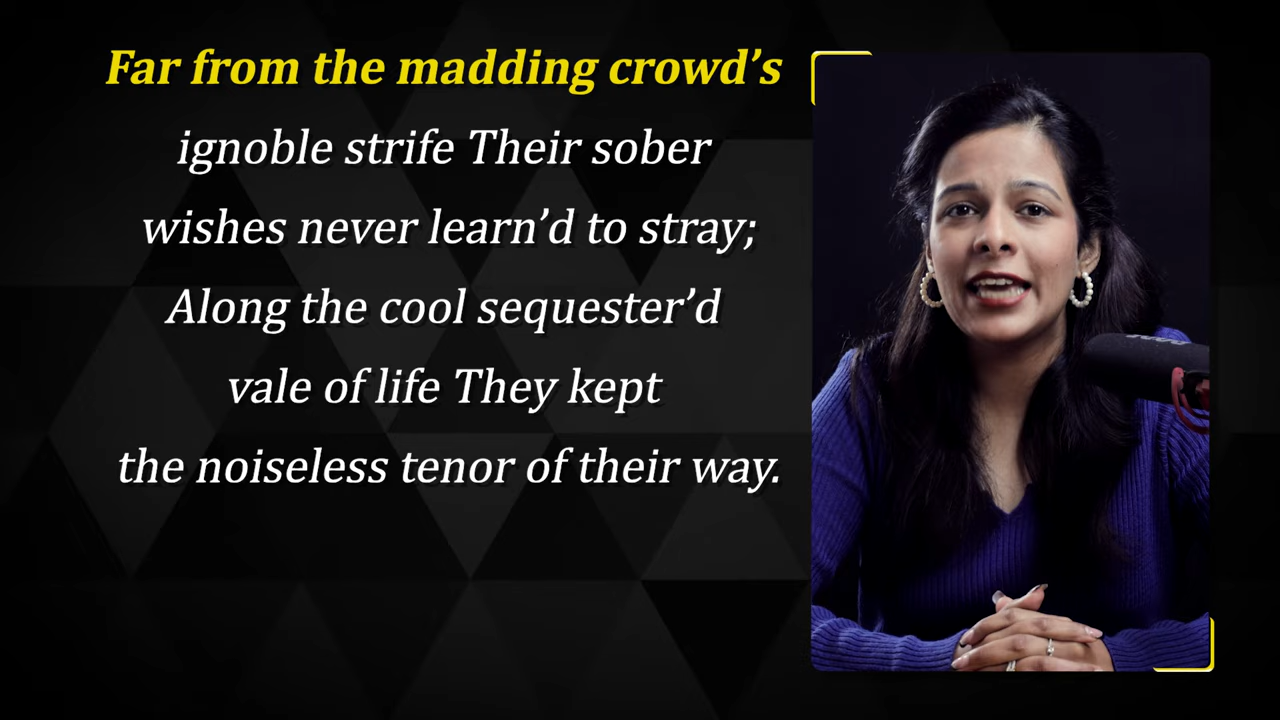 Far from the madding crowd’s
ignoble strife Their sober
wishes never learn’d to stray;
Along the cool sequester’d
vale of life They kept
the noiseless tenor of their way.